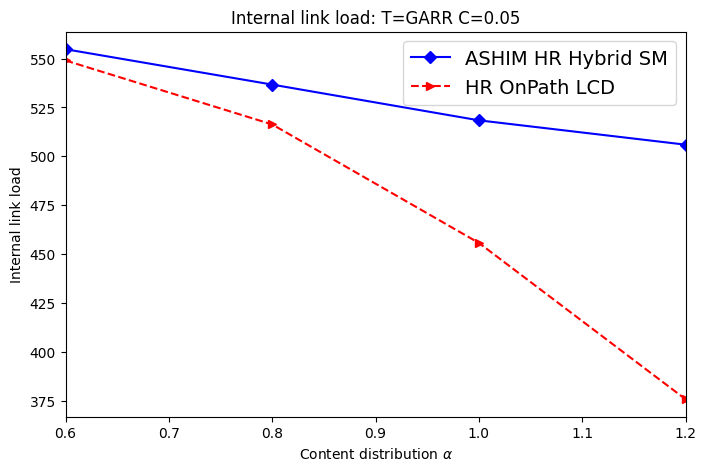 Internal link load: T=GARR C=0.05
ASHIM HR Hybrid SM
HR OnPath LCD
Internal link load
550
525
500
475
450
425
400
375
0.6 0.7 0.8 0.9 1.0 1.1 1.2
Content distribution α